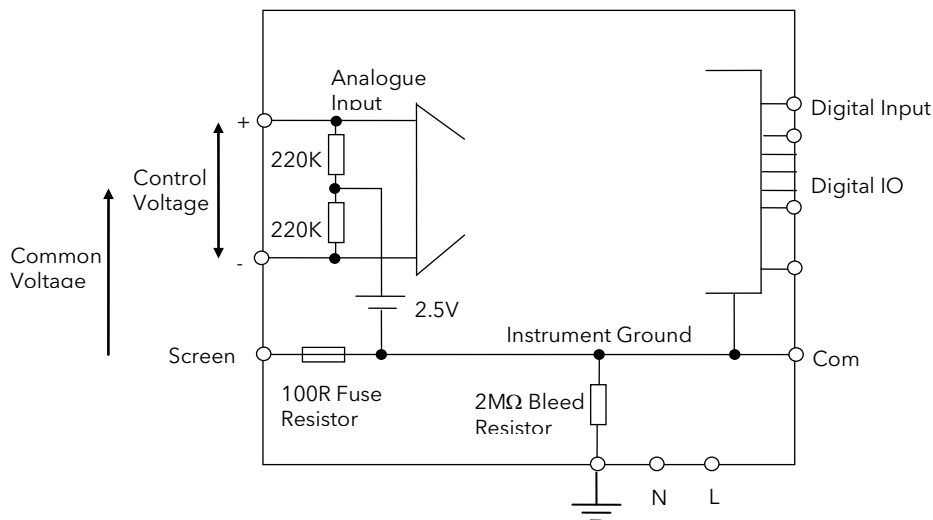 Analogue
Input
+
220K
220K
-
Control
Voltage
Common
Voltage
2.5V
Screen
100R Fuse
Resistor
Instrument Ground
2MΩ Bleed
Resistor
Digital Input
Digital IO
Com
N
L